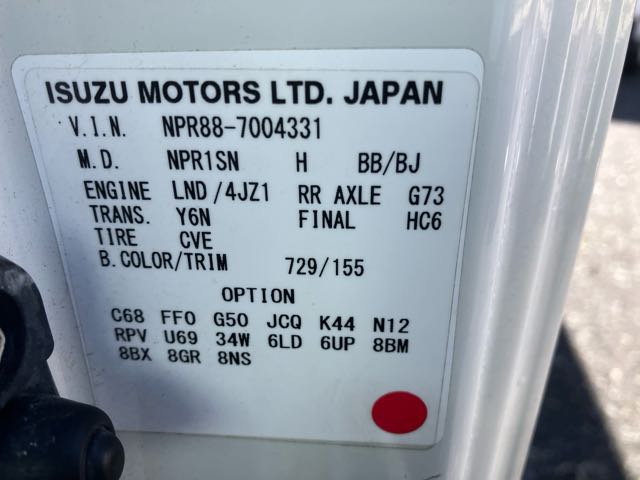 ISUZU MOTORS LTD. JAPAN
V.I.N. NPR88-7004331
M.D. NPR1SN H BB/BJ
ENGINE LND/4JZ1 RR AXLE G73
TRANS. Y6N FINAL HC6
TIRE CVE
B.COLOR/TRIM 729/155
OPTION
C68 FF0 G50 JCQ K44 N12
RPV U69 34W 6LD 6UP 8BM
8BX 8GR 8NS